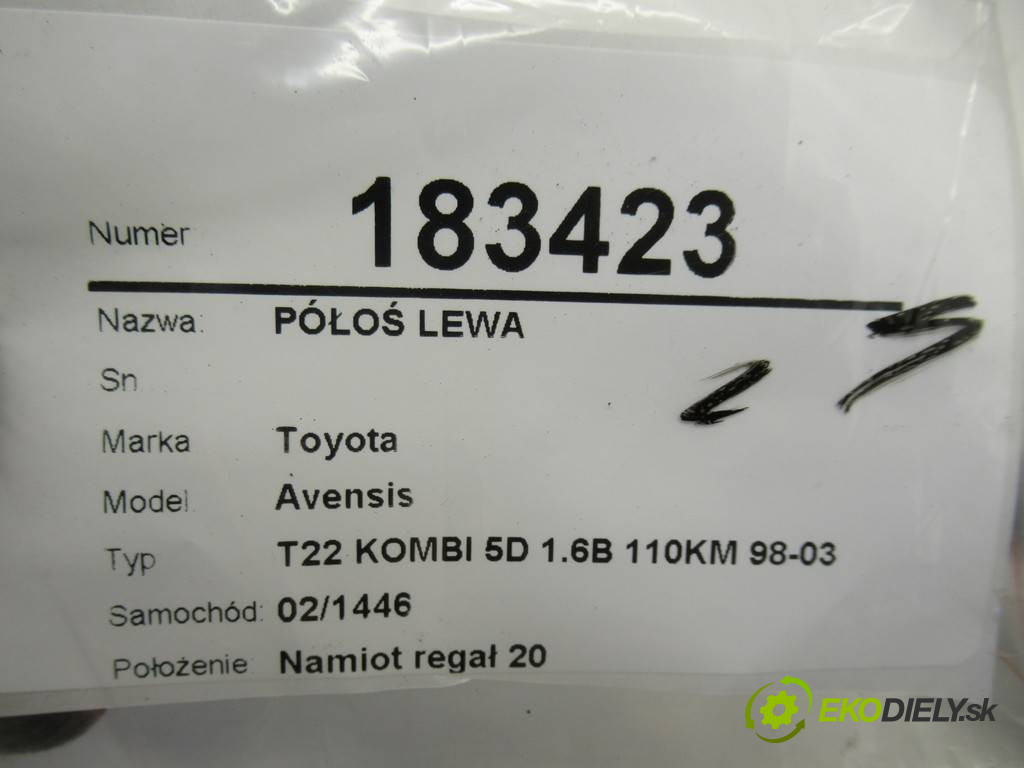 Numer 183423
Nazwa: PÓŁOŚ LEWA
Sn
Marka Toyota
Model Avensis
Typ T22 KOMBI 5D 1.6B 110KM 98-03
Samochód: 02/1446
Położenie Namiot regał 20
EKODIELY.sk